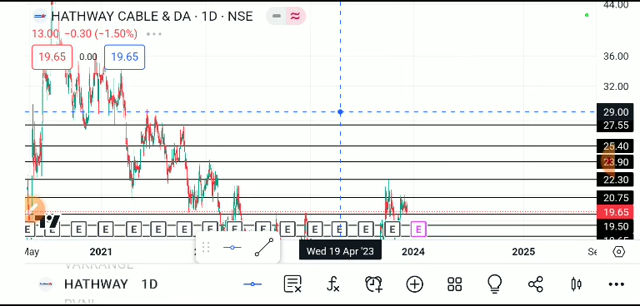 HATHWAY CABLE & DA · 1D · NSE
44.00
13.00 −0.30 (−1.50%)
19.65 0.00 19.65
36.00
32.00
29.00
27.55
25.40
23.90
22.30
20.75
19.65
19.50
E E E E E E E E E E E E E E E
May 2021 Wed 19 Apr '23 2024 2025 Se
HATHWAY 1D